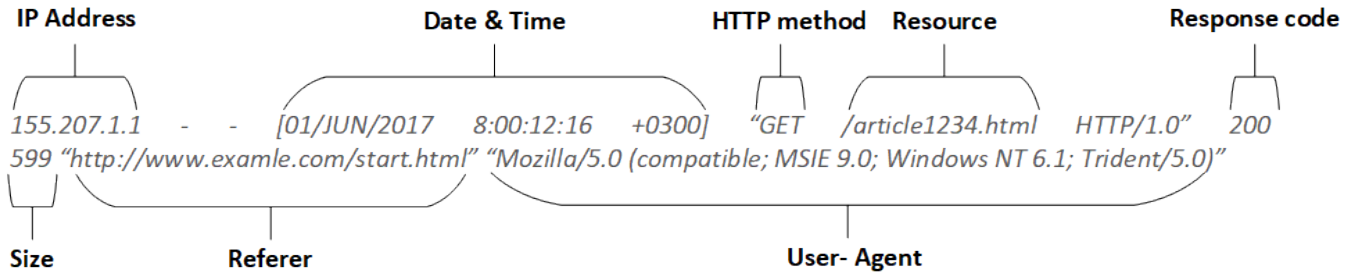 IP Address Date & Time HTTP method Resource Response code
155.207.1.1 - - [01/JUN/2017 8:00:12:16 +0300] “GET /article1234.html HTTP/1.0” 200
599 “http://www.examle.com/start.html” “Mozilla/5.0 (compatible; MSIE 9.0; Windows NT 6.1; Trident/5.0)”
Size Referer User- Agent